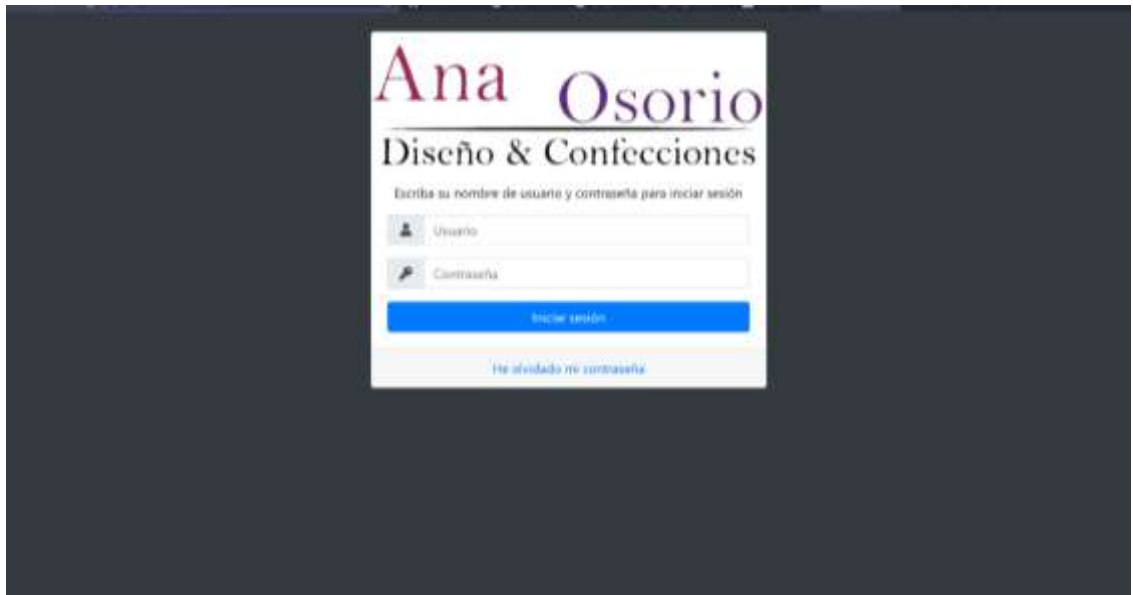 Ana Osorio
Diseño & Confecciones
Escriba su nombre de usuario y contraseña para iniciar sesión
Usuario
Contraseña
Iniciar sesión
He olvidado mi contraseña